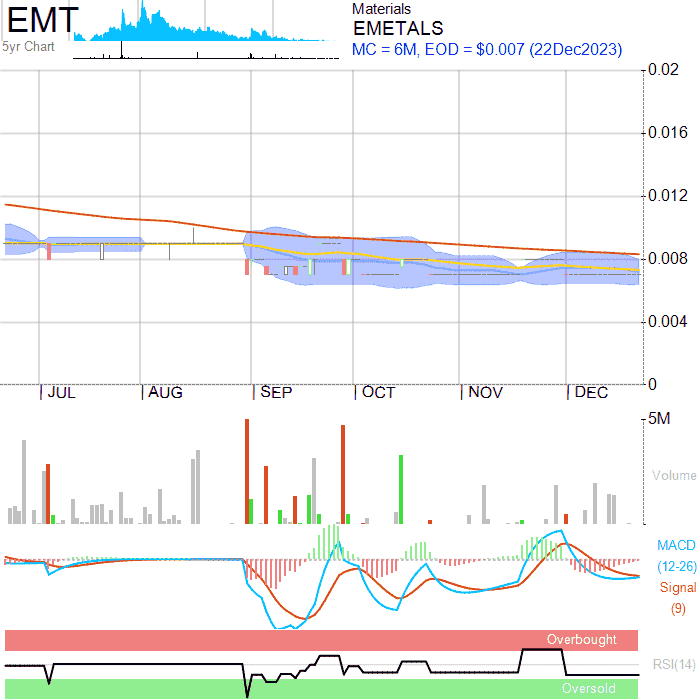 EMT
5yr Chart
Materials
EMETALS
MC = 6M, EOD = $0.007 (22Dec2023)
0.02
0.016
0.012
0.008
0.004
0
JUL AUG SEP OCT NOV DEC
5M
Volume
MACD
(12-26)
Signal
(9)
Overbought
RSI(14)
Oversold